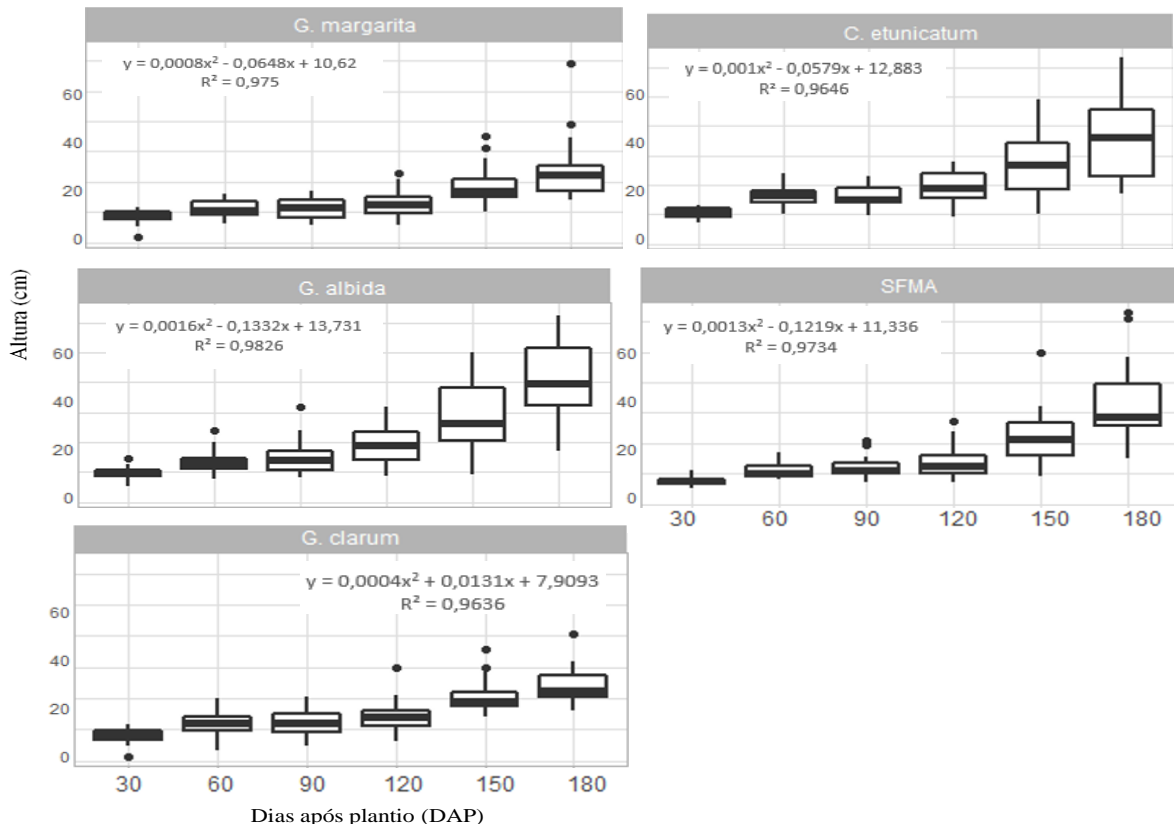 G. margarita
y = 0,0008x² - 0,0648x + 10,62
R² = 0,975
60
40
20
0
C. etunicatum
y = 0,001x² - 0,0579x + 12,883
R² = 0,9646
60
40
20
0
Altura (cm)
G. albida
y = 0,0016x² - 0,1332x + 13,731
R² = 0,9826
60
40
20
0
SFMA
y = 0,0013x² - 0,1219x + 11,336
R² = 0,9734
60
40
20
0
30 60 90 120 150 180
G. clarum
y = 0,0004x² + 0,0131x + 7,9093
R² = 0,9636
60
40
20
0
30 60 90 120 150 180
Dias após plantio (DAP)